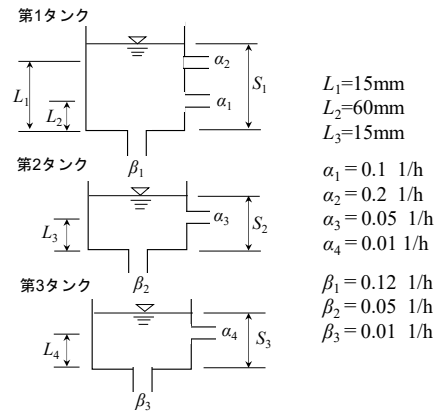 第1タンク
α2
L1
S1
L2
α1
β1
第2タンク
α3
L3
S2
β2
第3タンク
α4
S3
L4
β3
L1=15mm
L2=60mm
L3=15mm
α1 = 0.1 1/h
α2 = 0.2 1/h
α3 = 0.05 1/h
α4 = 0.01 1/h
β1 = 0.12 1/h
β2 = 0.05 1/h
β3 = 0.01 1/h